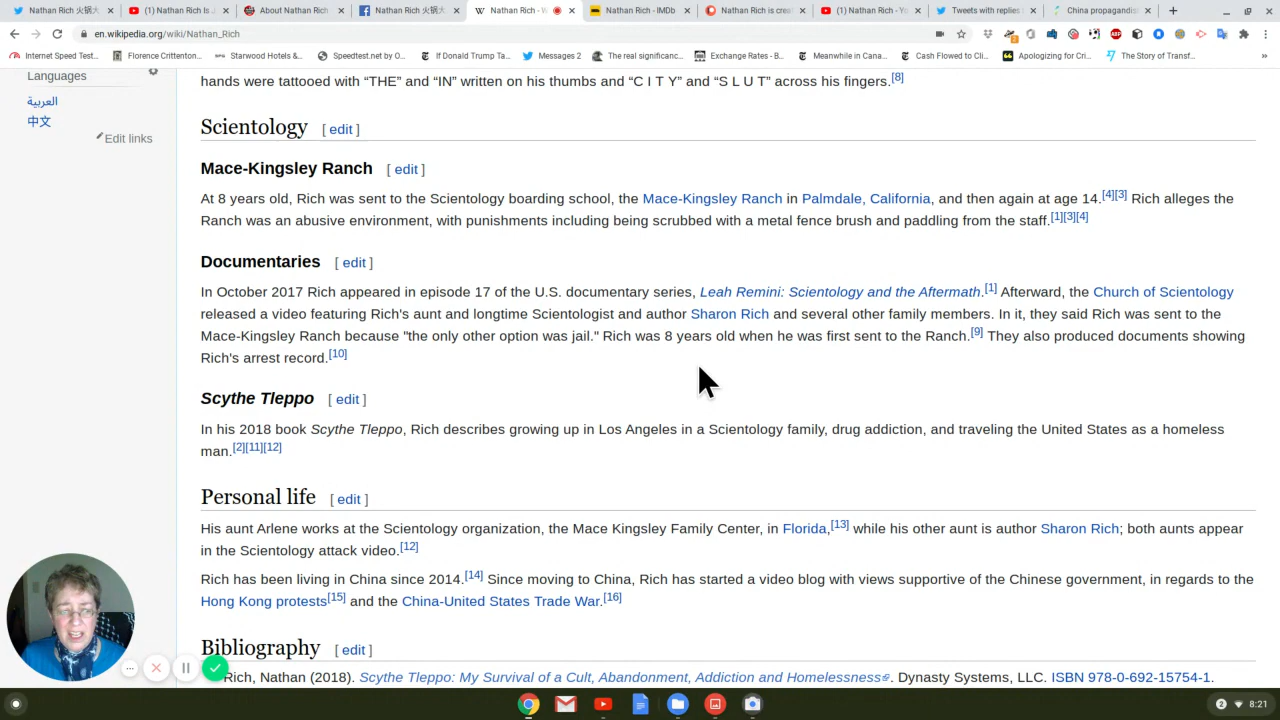 Nathan Rich 火锅大
(1) Nathan Rich Is J
About Nathan Rich
Nathan Rich 火锅
Nathan Rich - W
Nathan Rich - IMDb
Nathan Rich is cre
(1) Nathan Rich - Yo
Tweets with replies
China propagandis
en.wikipedia.org/wiki/Nathan_Rich
Internet Speed Test...
Florence Crittenton...
Starwood Hotels &...
Speedtest.net by O...
If Donald Trump Ta...
Messages 2
The real significanc...
Exchange Rates - B...
Meanwhile in Cana...
Cash Flowed to Cli...
Apologizing for Cri...
The Story of Transf...
Languages
العربية
中文
Edit links
hands were tattooed with “THE” and “IN” written on his thumbs and “C I T Y” and “S L U T” across his fingers.[8]
Scientology [ edit ]
Mace-Kingsley Ranch [ edit ]
At 8 years old, Rich was sent to the Scientology boarding school, the Mace-Kingsley Ranch in Palmdale, California, and then again at age 14.[4][3] Rich alleges the
Ranch was an abusive environment, with punishments including being scrubbed with a metal fence brush and paddling from the staff.[1][3][4]
Documentaries [ edit ]
In October 2017 Rich appeared in episode 17 of the U.S. documentary series, Leah Remini: Scientology and the Aftermath.[1] Afterward, the Church of Scientology
released a video featuring Rich's aunt and longtime Scientologist and author Sharon Rich and several other family members. In it, they said Rich was sent to the
Mace-Kingsley Ranch because "the only other option was jail." Rich was 8 years old when he was first sent to the Ranch.[9] They also produced documents showing
Rich's arrest record.[10]
Scythe Tleppo [ edit ]
In his 2018 book Scythe Tleppo, Rich describes growing up in Los Angeles in a Scientology family, drug addiction, and traveling the United States as a homeless
man.[2][11][12]
Personal life [ edit ]
His aunt Arlene works at the Scientology organization, the Mace Kingsley Family Center, in Florida,[13] while his other aunt is author Sharon Rich; both aunts appear
in the Scientology attack video.[12]
Rich has been living in China since 2014.[14] Since moving to China, Rich has started a video blog with views supportive of the Chinese government, in regards to the
Hong Kong protests[15] and the China-United States Trade War.[16]
Bibliography [ edit ]
Rich, Nathan (2018). Scythe Tleppo: My Survival of a Cult, Abandonment, Addiction and Homelessness. Dynasty Systems, LLC. ISBN 978-0-692-15754-1.
2
8:21